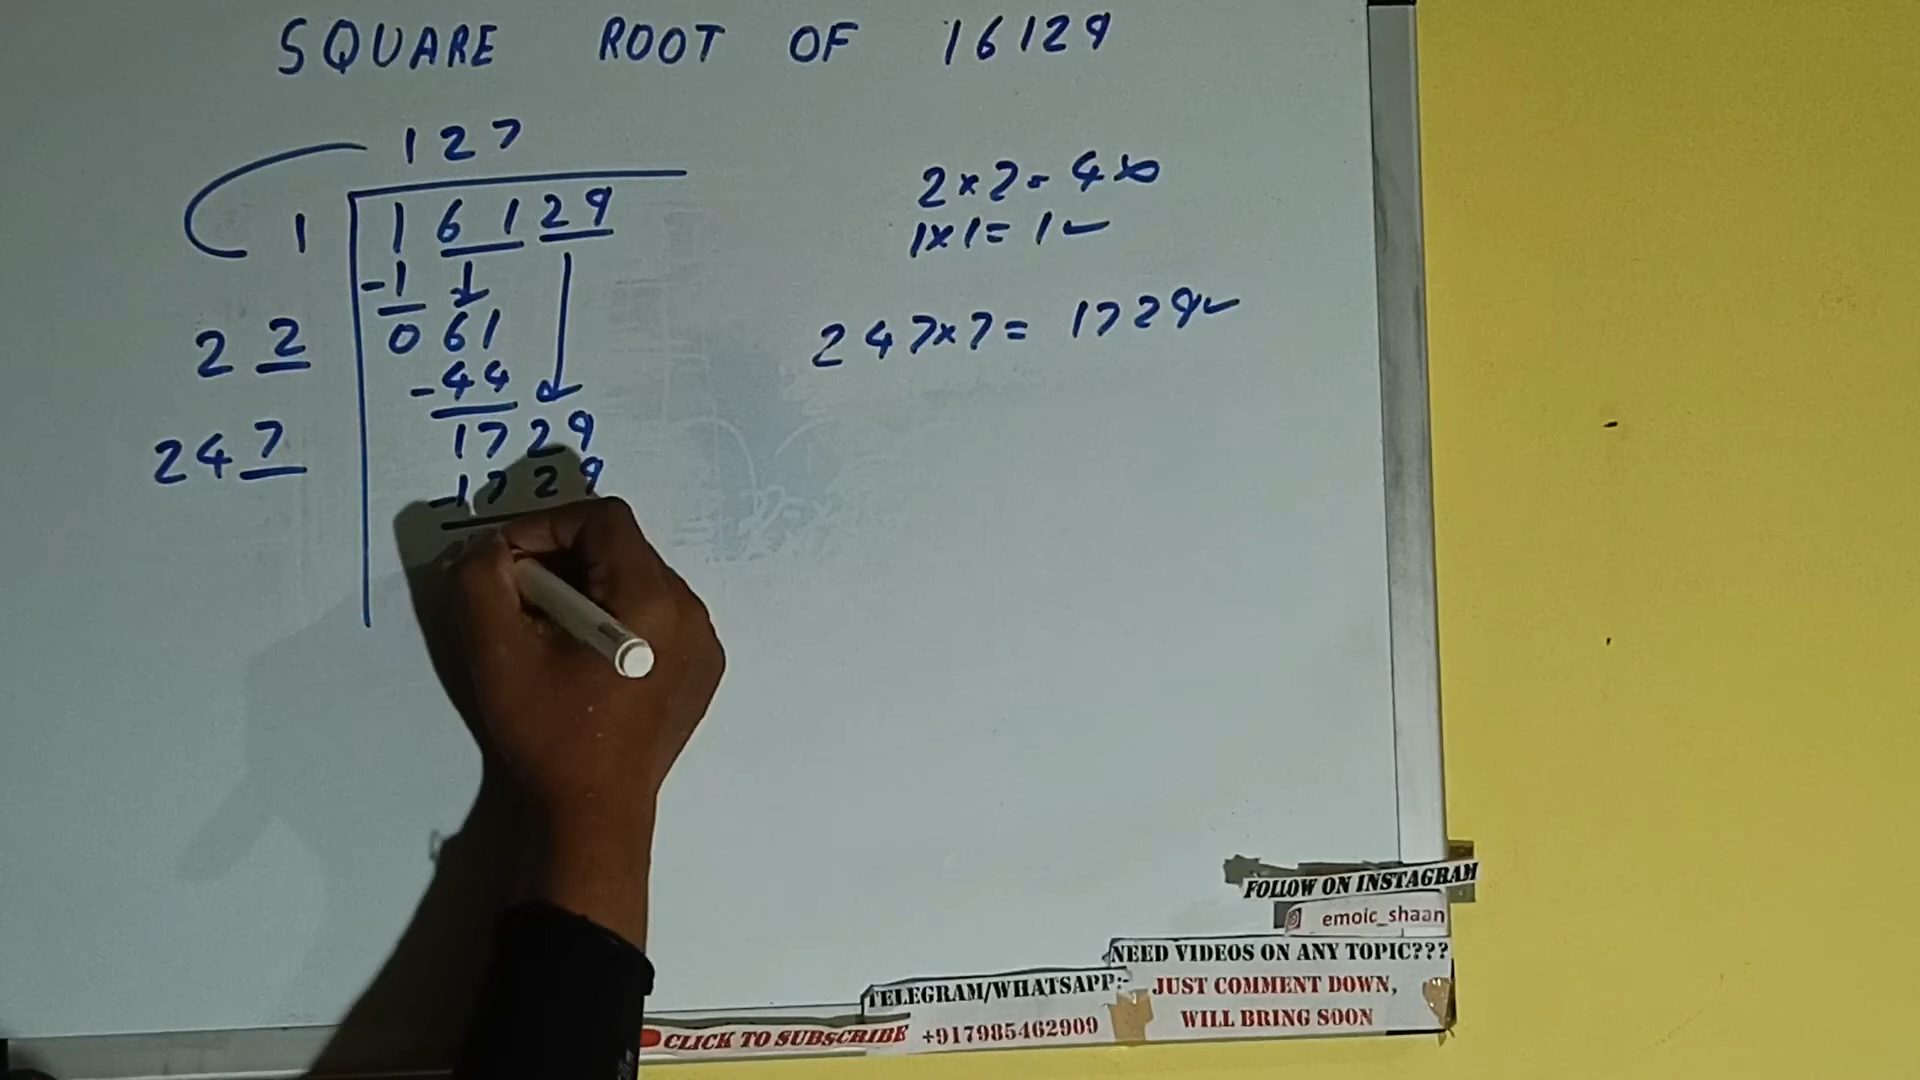 SQUARE ROOT OF 16129
127
1 16129
-1
2 2 061
-44
247 1729
-1729
2×2=4
1×1=1✓
247×7=1729✓
FOLLOW ON INSTAGRAM
emoic_shaan
NEED VIDEOS ON ANY TOPIC???
JUST COMMENT DOWN,
WILL BRING SOON
TELEGRAM/WHATSAPP:-
+917985462909
CLICK TO SUBSCRIBE